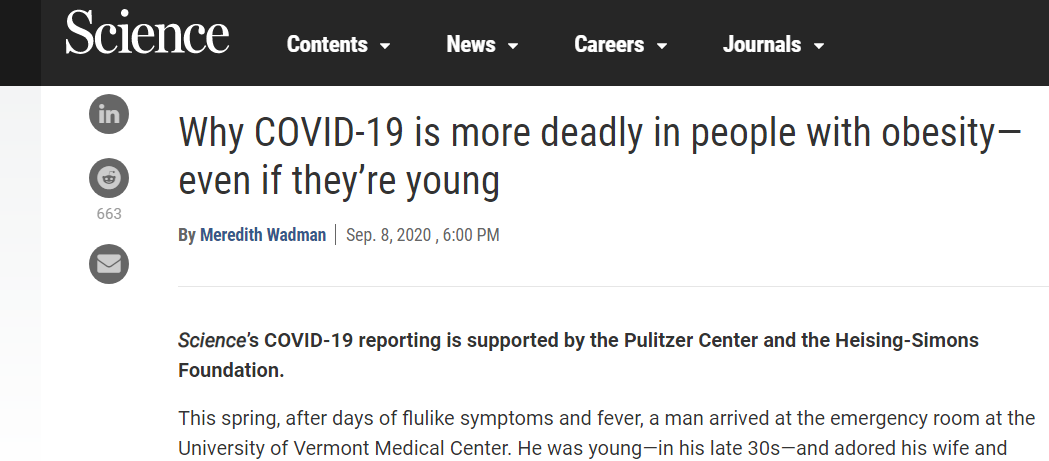 Science
Contents News Careers Journals
in
Why COVID-19 is more deadly in people with obesity—
even if they’re young
663
By Meredith Wadman | Sep. 8, 2020 , 6:00 PM
Science's COVID-19 reporting is supported by the Pulitzer Center and the Heising-Simons
Foundation.
This spring, after days of flulike symptoms and fever, a man arrived at the emergency room at the
University of Vermont Medical Center. He was young—in his late 30s—and adored his wife and